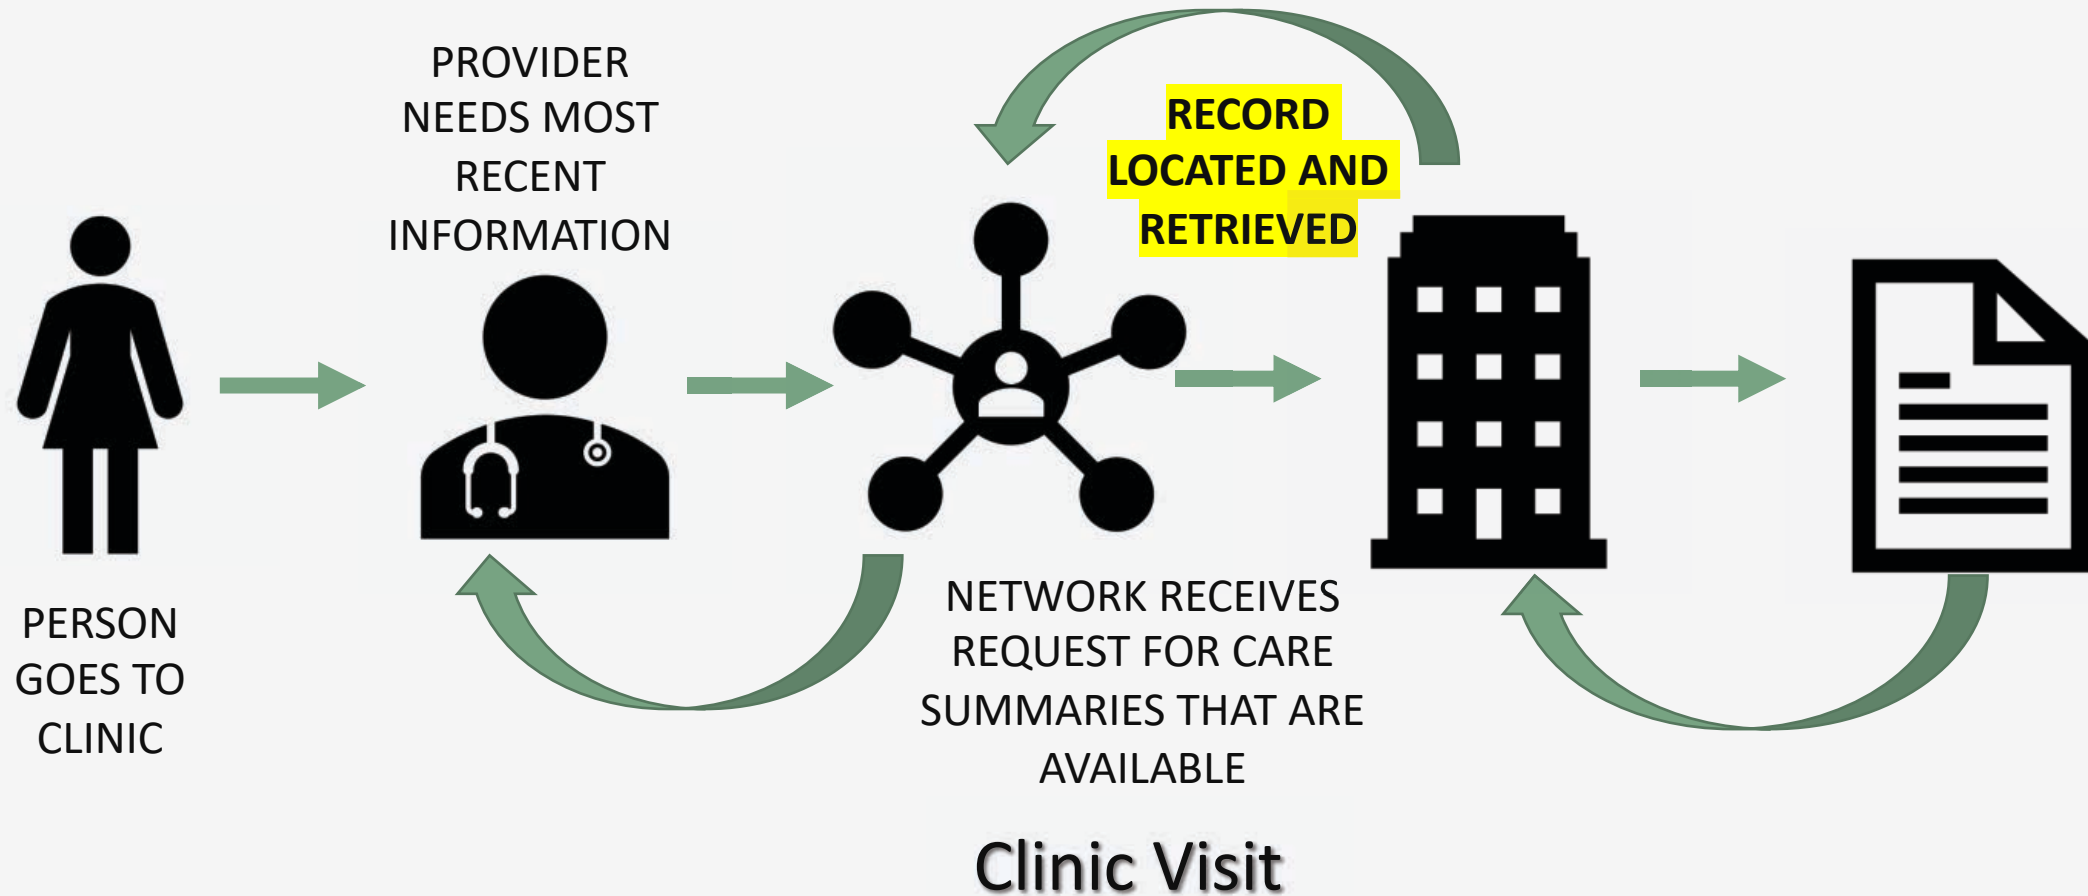 PROVIDER
NEEDS MOST
RECENT
INFORMATION
RECORD
LOCATED AND
RETRIEVED
PERSON
GOES TO
CLINIC
NETWORK RECEIVES
REQUEST FOR CARE
SUMMARIES THAT ARE
AVAILABLE
Clinic Visit